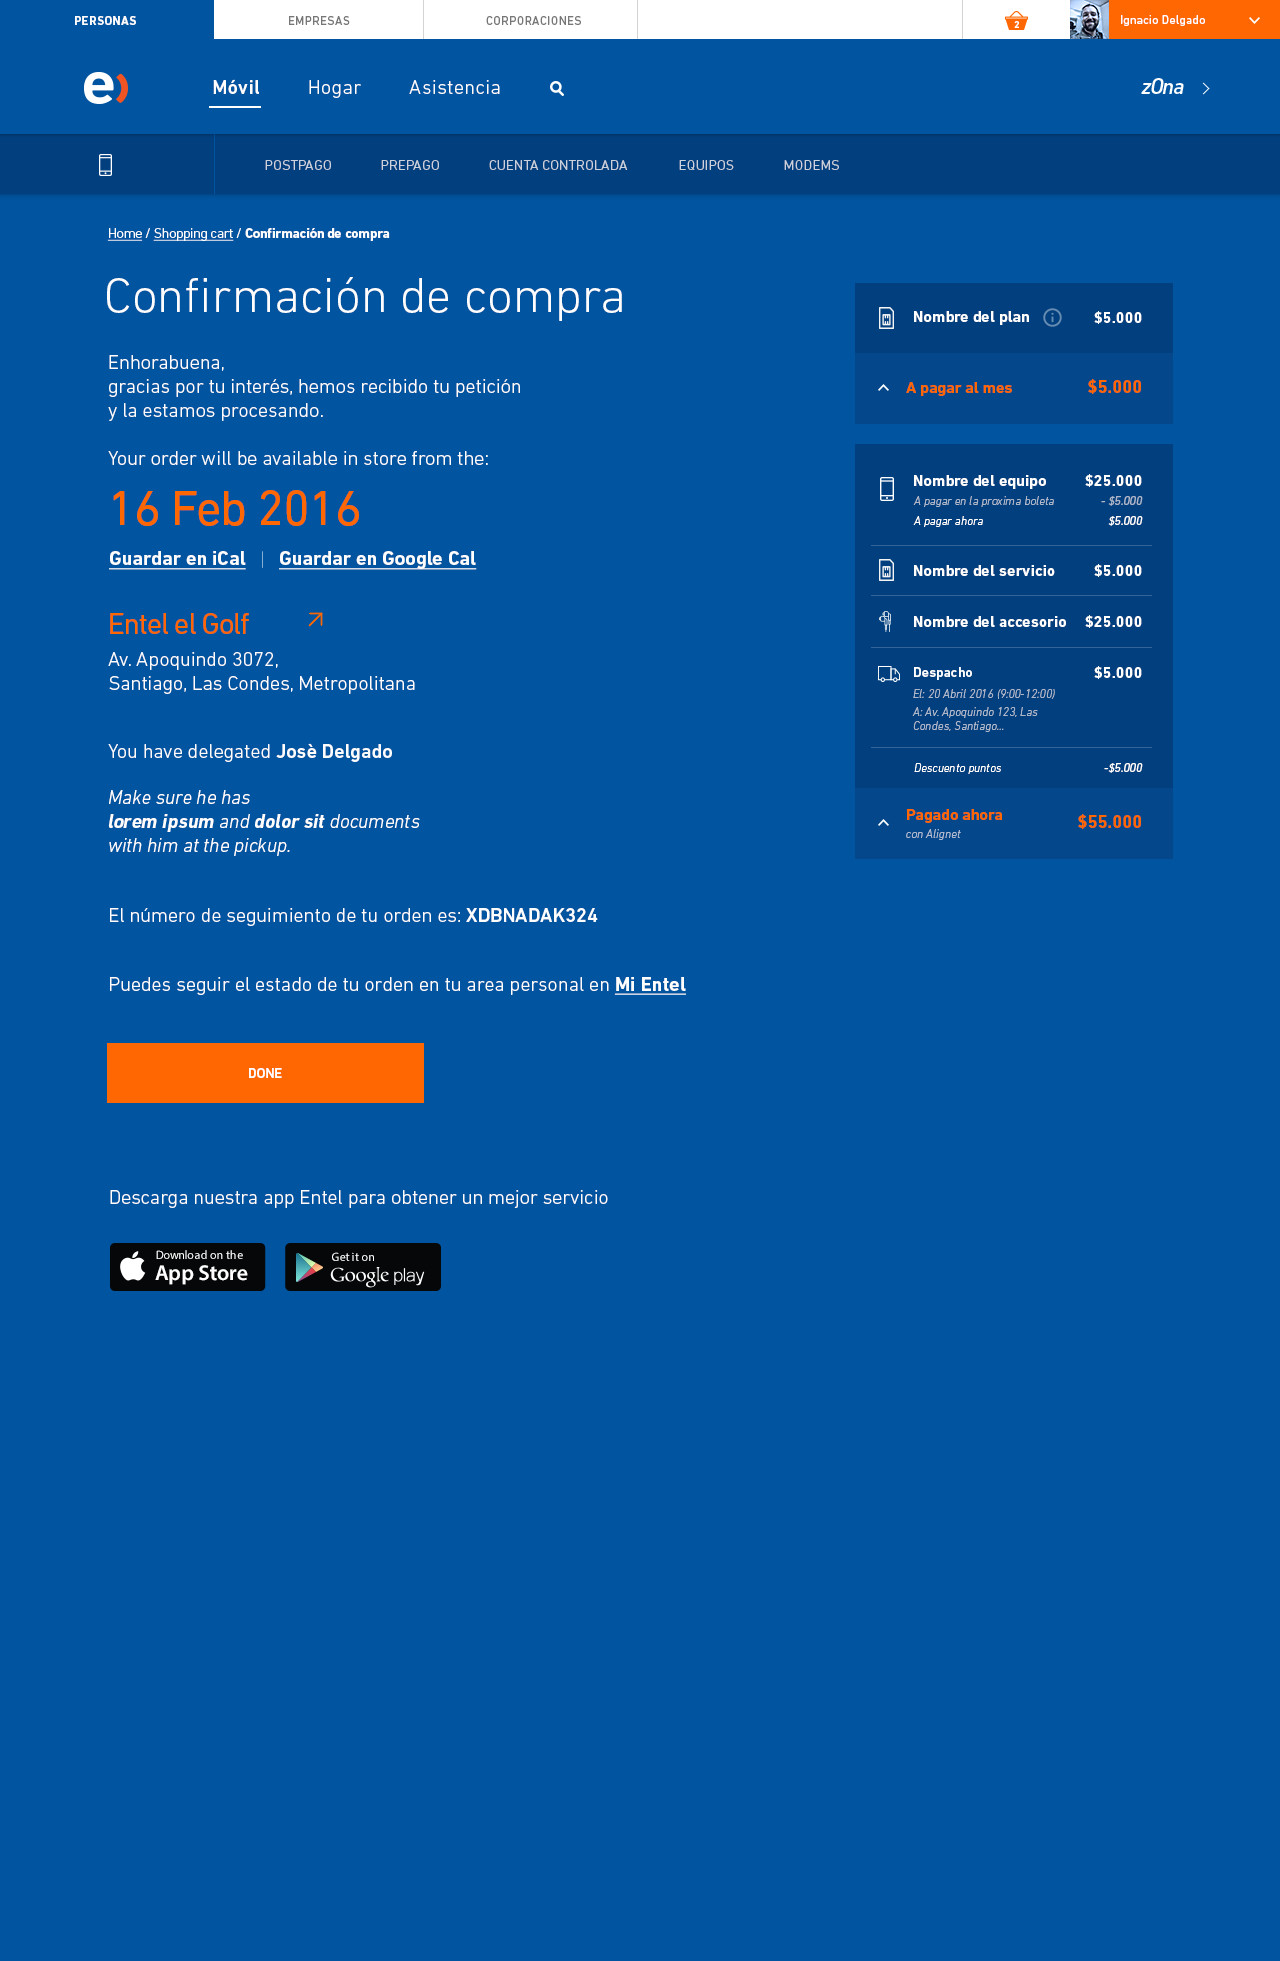 PERSONAS
EMPRESAS
CORPORACIONES
2
Ignacio Delgado
e)
Móvil
Hogar
Asistencia
zOna
POSTPAGO
PREPAGO
CUENTA CONTROLADA
EQUIPOS
MODEMS
Home / Shopping cart / Confirmación de compra
Confirmación de compra
Enhorabuena,
gracias por tu interés, hemos recibido tu petición
y la estamos procesando.
Your order will be available in store from the:
16 Feb 2016
Guardar en iCal | Guardar en Google Cal
Entel el Golf
Av. Apoquindo 3072,
Santiago, Las Condes, Metropolitana
You have delegated Josè Delgado
Make sure he has
lorem ipsum and dolor sit documents
with him at the pickup.
El número de seguimiento de tu orden es: XDBNADAK324
Puedes seguir el estado de tu orden en tu area personal en Mi Entel
DONE
Descarga nuestra app Entel para obtener un mejor servicio
Download on the
App Store
Get it on
Google play
Nombre del plan $5.000
A pagar al mes $5.000
Nombre del equipo $25.000
A pagar en la proxima boleta - $5.000
A pagar ahora $5.000
Nombre del servicio $5.000
Nombre del accesorio $25.000
Despacho $5.000
El: 20 Abril 2016 (9:00-12:00)
A: Av. Apoquindo 123, Las
Condes, Santiago...
Descuento puntos -$5.000
Pagado ahora $55.000
con Alignet